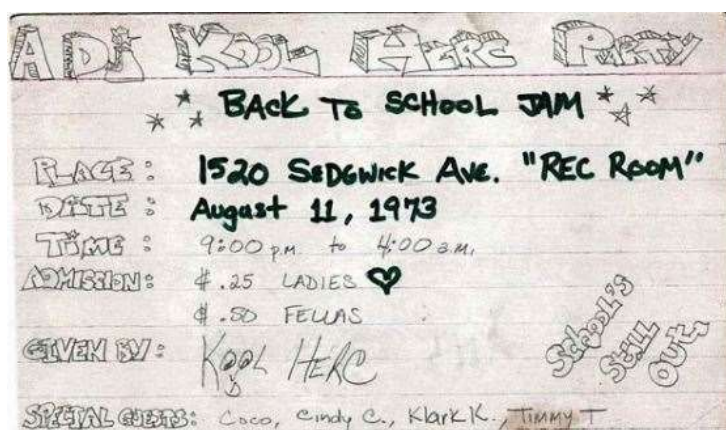 A DJ KOOL HERC PARTY
BACK TO SCHOOL JAM
PLACE: 1520 SEDGWICK AVE. "REC ROOM"
DATE: August 11, 1973
TIME: 9:00 pm to 4:00 a.m.
ADMISSION: $.25 LADIES
$.50 FELLAS
GIVEN BY: KOOL HERC
SCHOOL'S
STILL
OUT.
SPECIAL GUESTS: Coco, Cindy C., Klark K., Timmy T